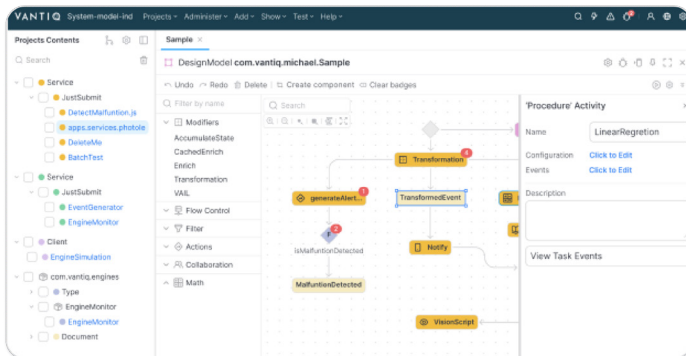 VANTIQ System-model-ind Projects Administer Add Show Test Help
Projects Contents
Search
Service
JustSubmit
DetectMalfuntion.js
apps.services.photole
DeleteMe
BatchTest
Service
JustSubmit
EventGenerator
EngineMonitor
Client
EngineSimulation
com.vantiq.engines
Type
EngineMonitor
EngineMonitor
Document
Sample
DesignModel com.vantiq.michael.Sample
Undo Redo Delete Create component Clear badges
Filter by name
Modifiers
AccumulateState
CachedEnrich
Enrich
Transformation
VAIL
Flow Control
Filter
Actions
Collaboration
Math
Search
Transformation 4
generateAlert... 1
TransformedEvent
F 2
isMalfuntionDetected
Notify
MalfuntionDetected
VisionScript
'Procedure' Activity
Name LinearRegretion
Configuration Click to Edit
Events Click to Edit
Description
View Task Events